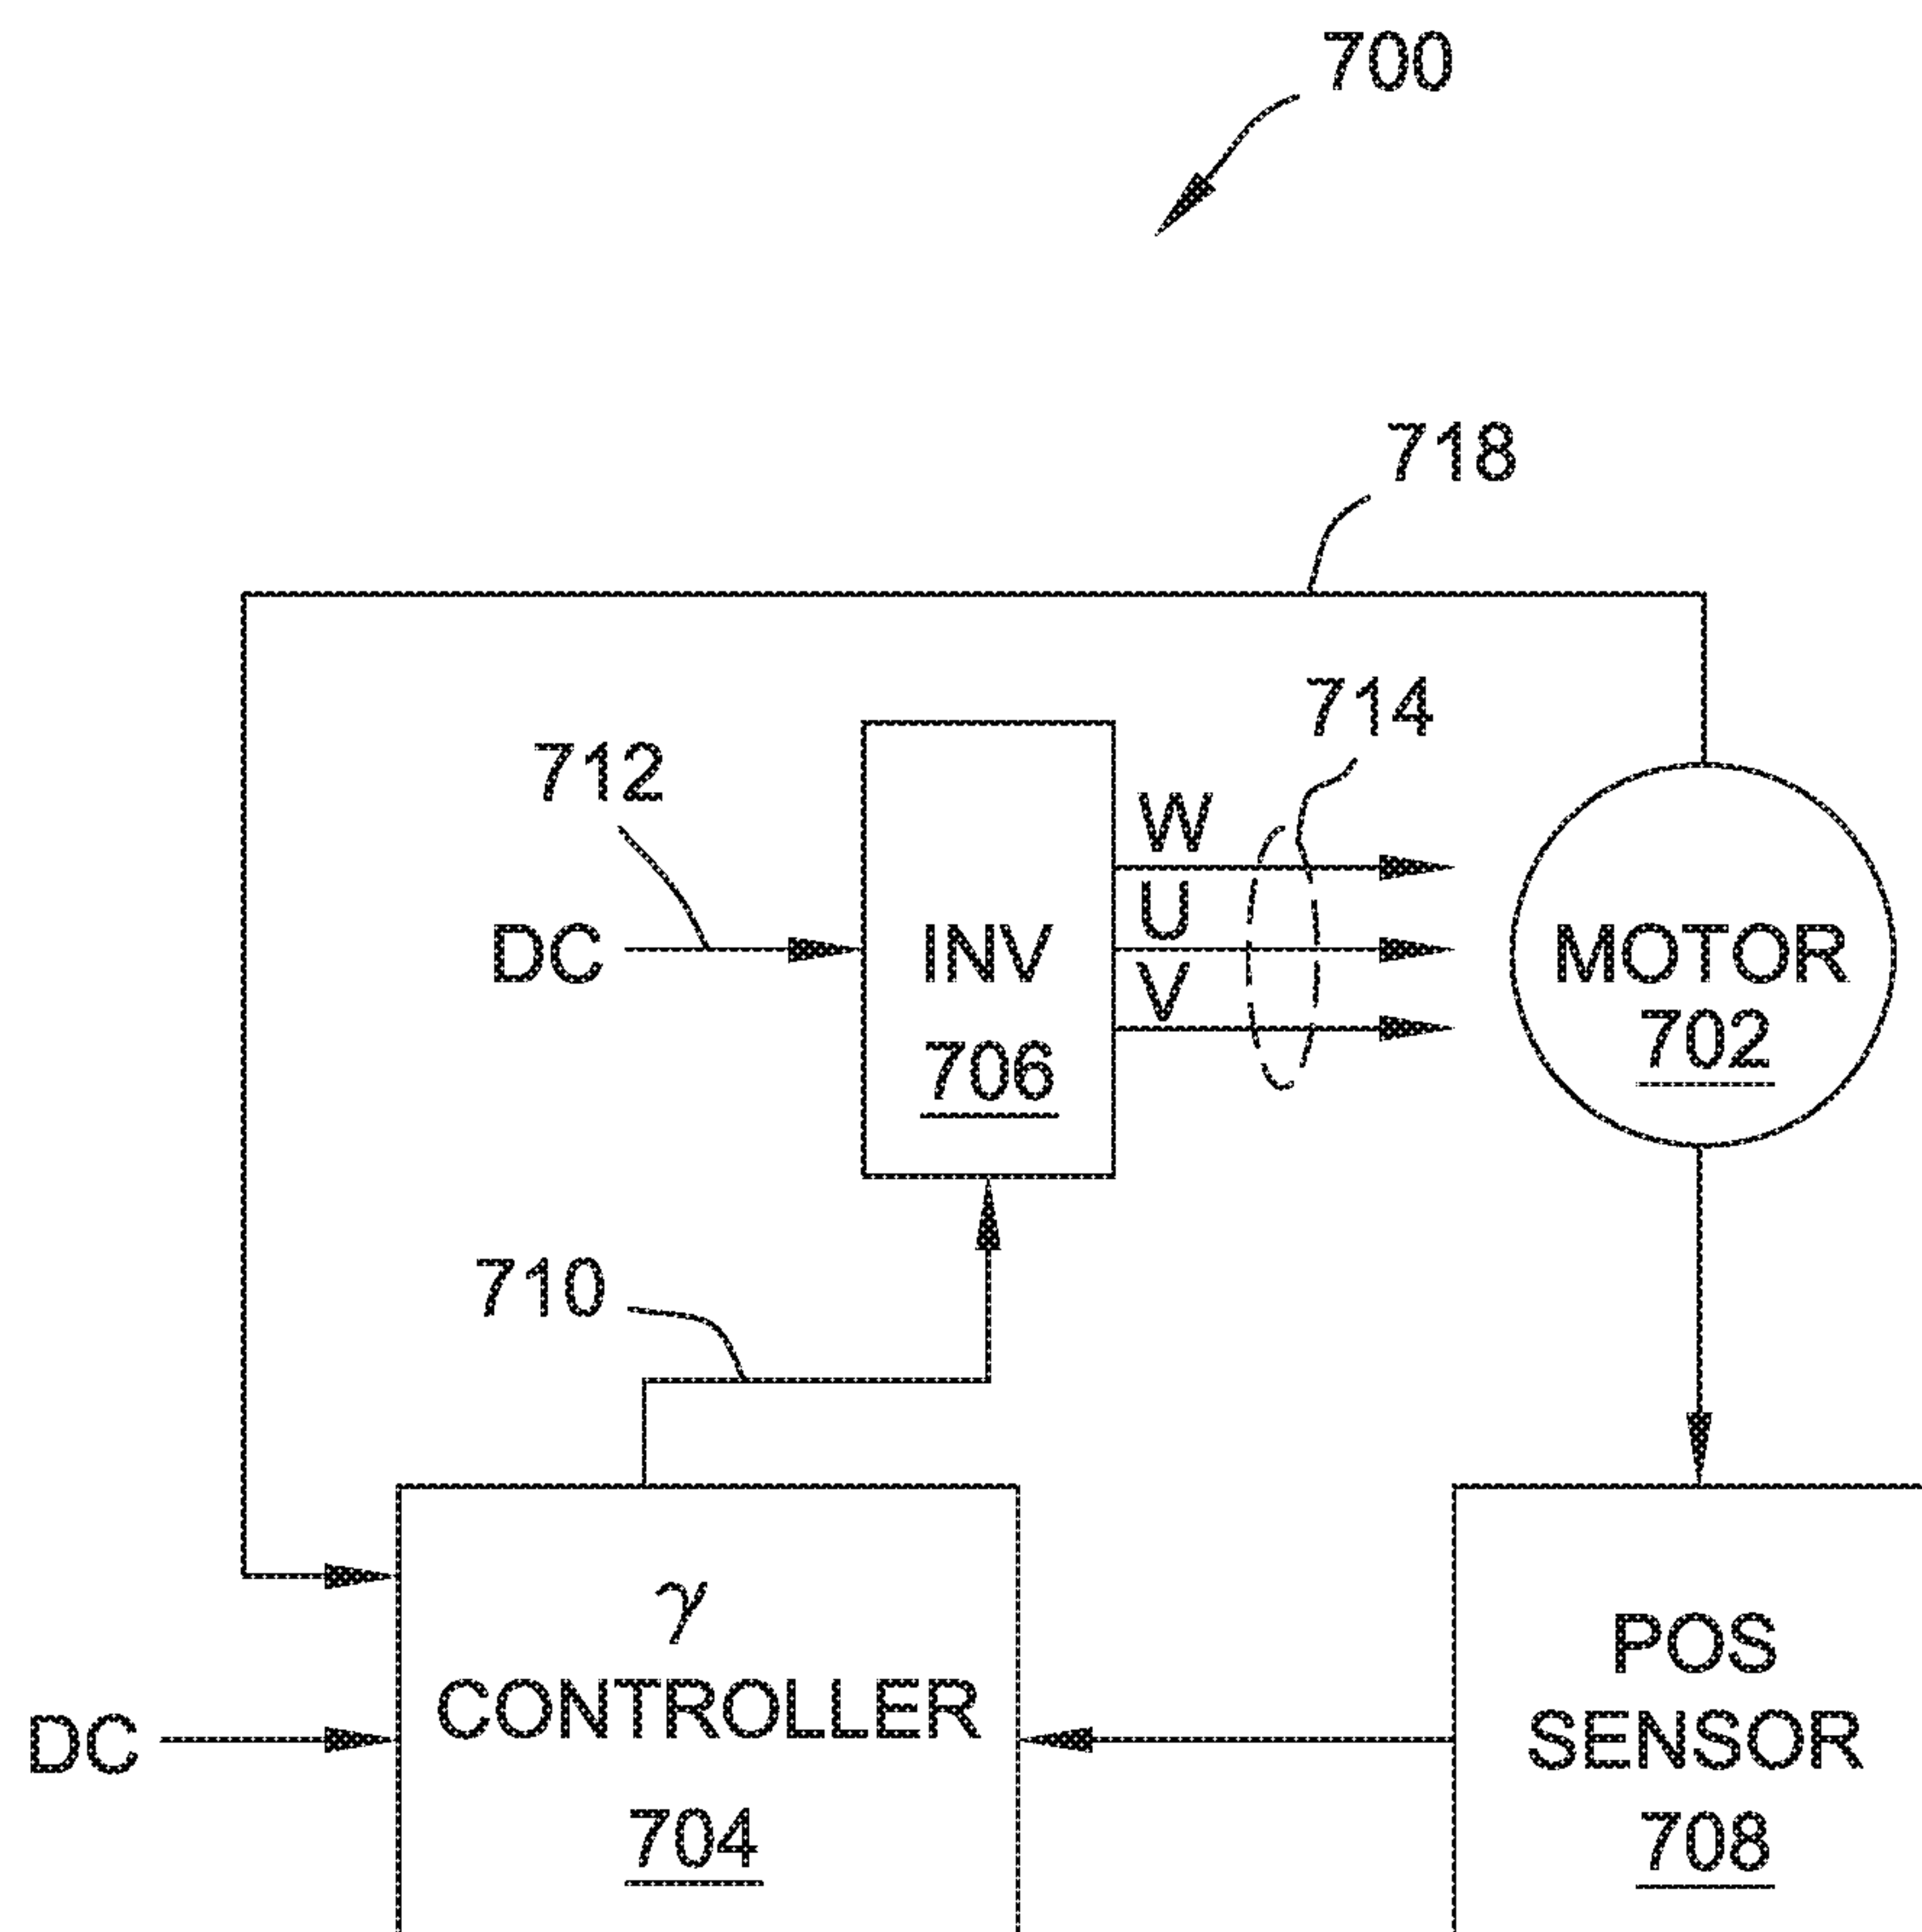 700
718
714
712
W
U
DC
INV
V
MOTOR
702
706
710
γ
CONTROLLER
POS
SENSOR
DC
704
708